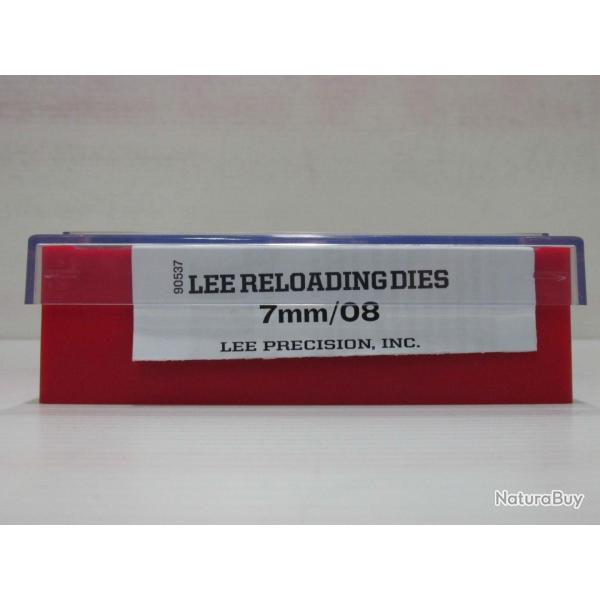 90537
LEE RELOADING DIES
7mm/08
LEE PRECISION, INC.
NaturaBuy